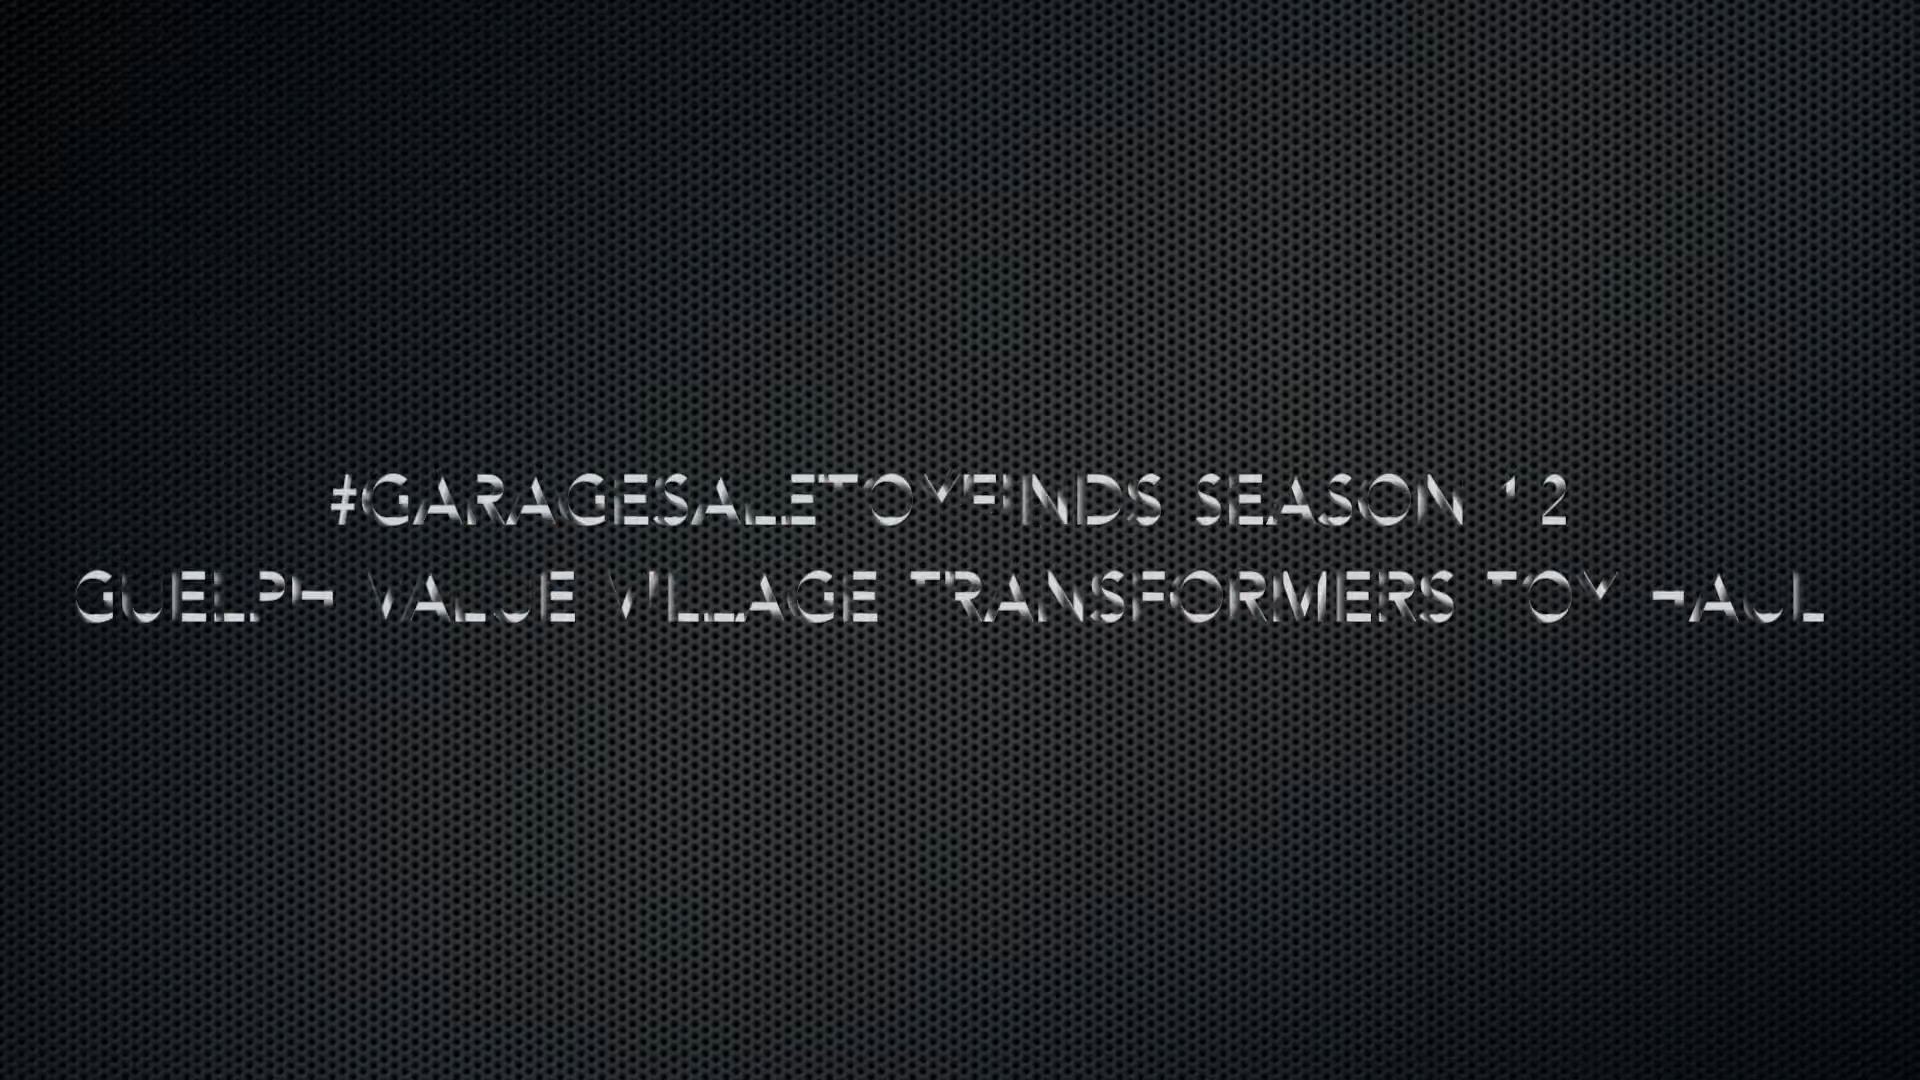 #GARAGESALETOYFINDS SEASON 12
GUELPH VALUE VILLAGE TRANSFORMERS TOY HAUL